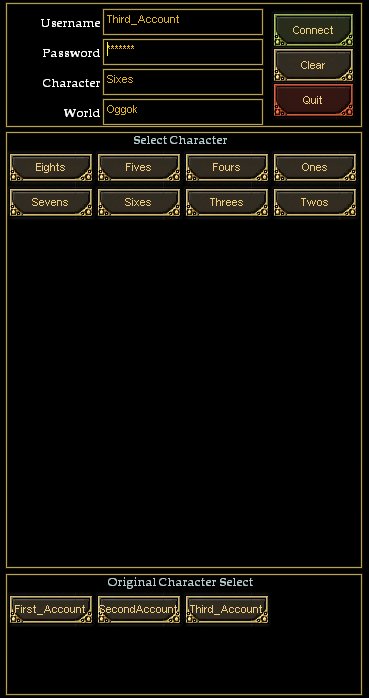 Username Third_Account Connect
Password ******* Clear
Character Sixes
World Oggok Quit
Select Character
Eights Fives Fours Ones
Sevens Sixes Threes Twos
Original Character Select
First_Account SecondAccount Third_Account